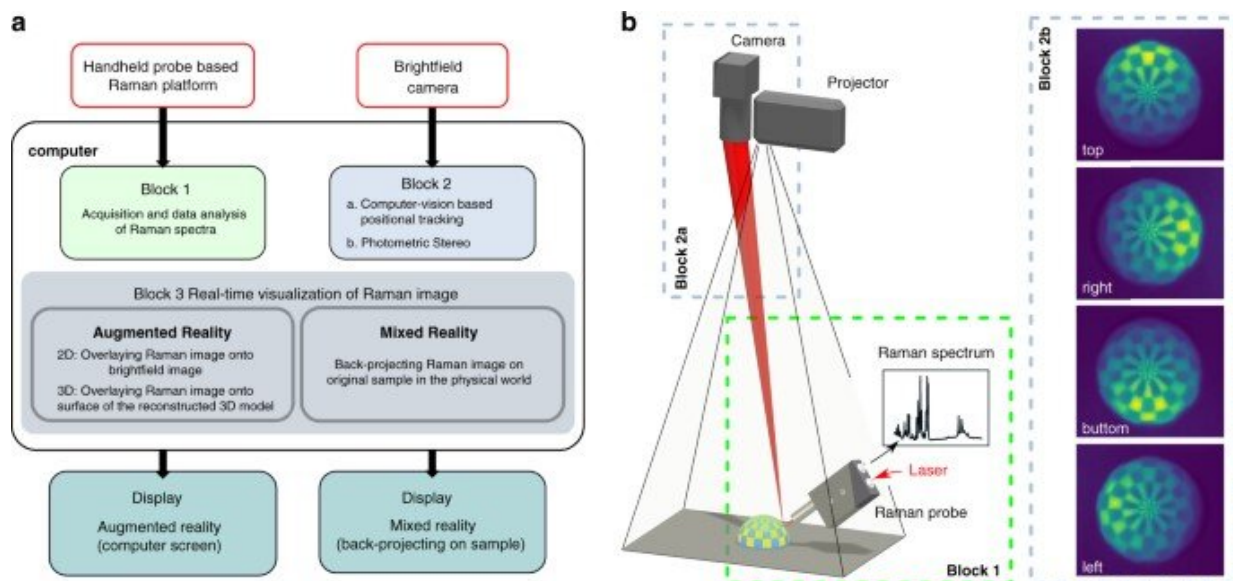 a
Handheld probe based
Raman platform
Brightfield
camera
computer
Block 1
Acquisition and data analysis
of Raman spectra
Block 2
a. Computer-vision based
positional tracking
b. Photometric Stereo
Block 3 Real-time visualization of Raman image
Augmented Reality
2D: Overlaying Raman image onto
brightfield image
3D: Overlaying Raman image onto
surface of the reconstructed 3D model
Mixed Reality
Back-projecting Raman image on
original sample in the physical world
Display
Augmented reality
(computer screen)
Display
Mixed reality
(back-projecting on sample)
b
Camera
Projector
Block 2a
Raman spectrum
Laser
Raman probe
Block 1
Block 2b
top
right
buttom
left